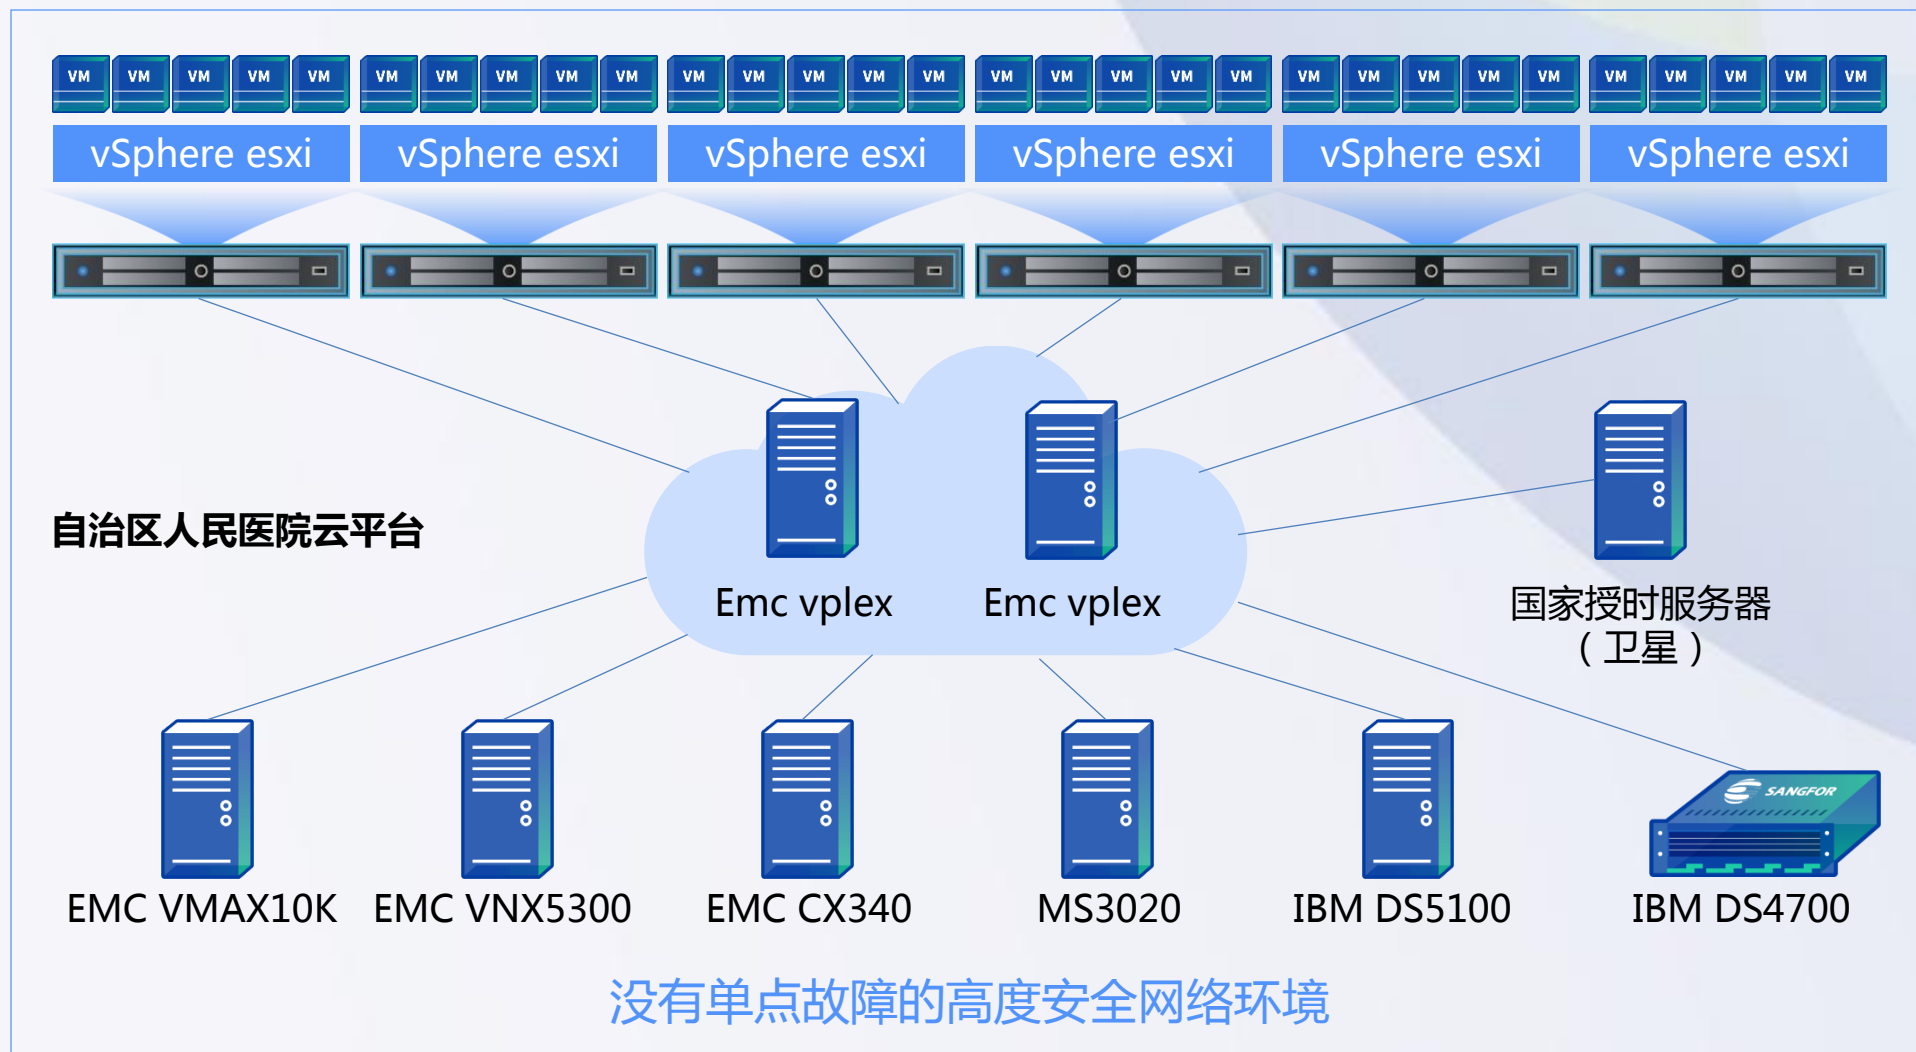 VM VM VM VM VM VM VM VM VM VM VM VM VM VM VM VM VM VM VM VM VM VM VM VM VM VM VM VM VM VM
vSphere esxi vSphere esxi vSphere esxi vSphere esxi vSphere esxi vSphere esxi
自治区人民医院云平台
Emc vplex Emc vplex
国家授时服务器
（卫星）
SANGFOR
EMC VMAX10K EMC VNX5300 EMC CX340 MS3020 IBM DS5100 IBM DS4700
没有单点故障的高度安全网络环境